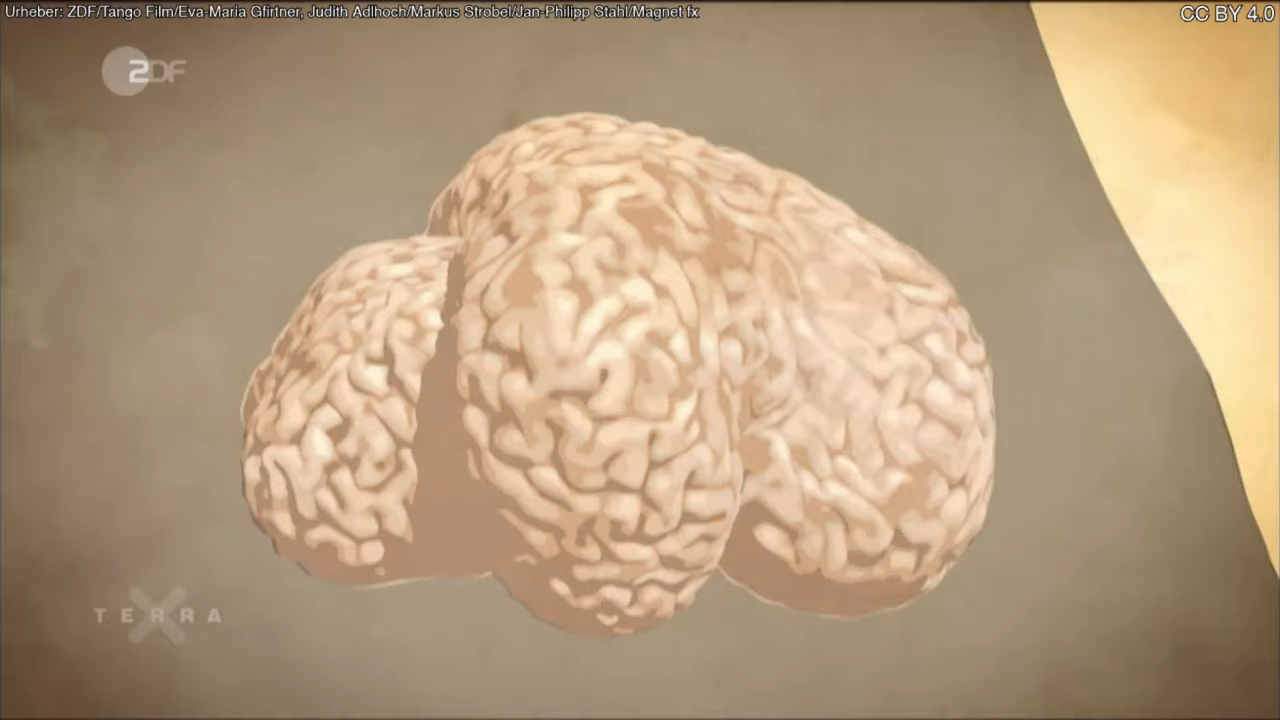 Urheber: ZDF/Tango Film/Eva-Maria Gfirtner, Judith Adlhoch/Markus Strobel/Jan-Philipp Stahl/Magnet fx
CC BY 4.0
ZDF
TERRA X